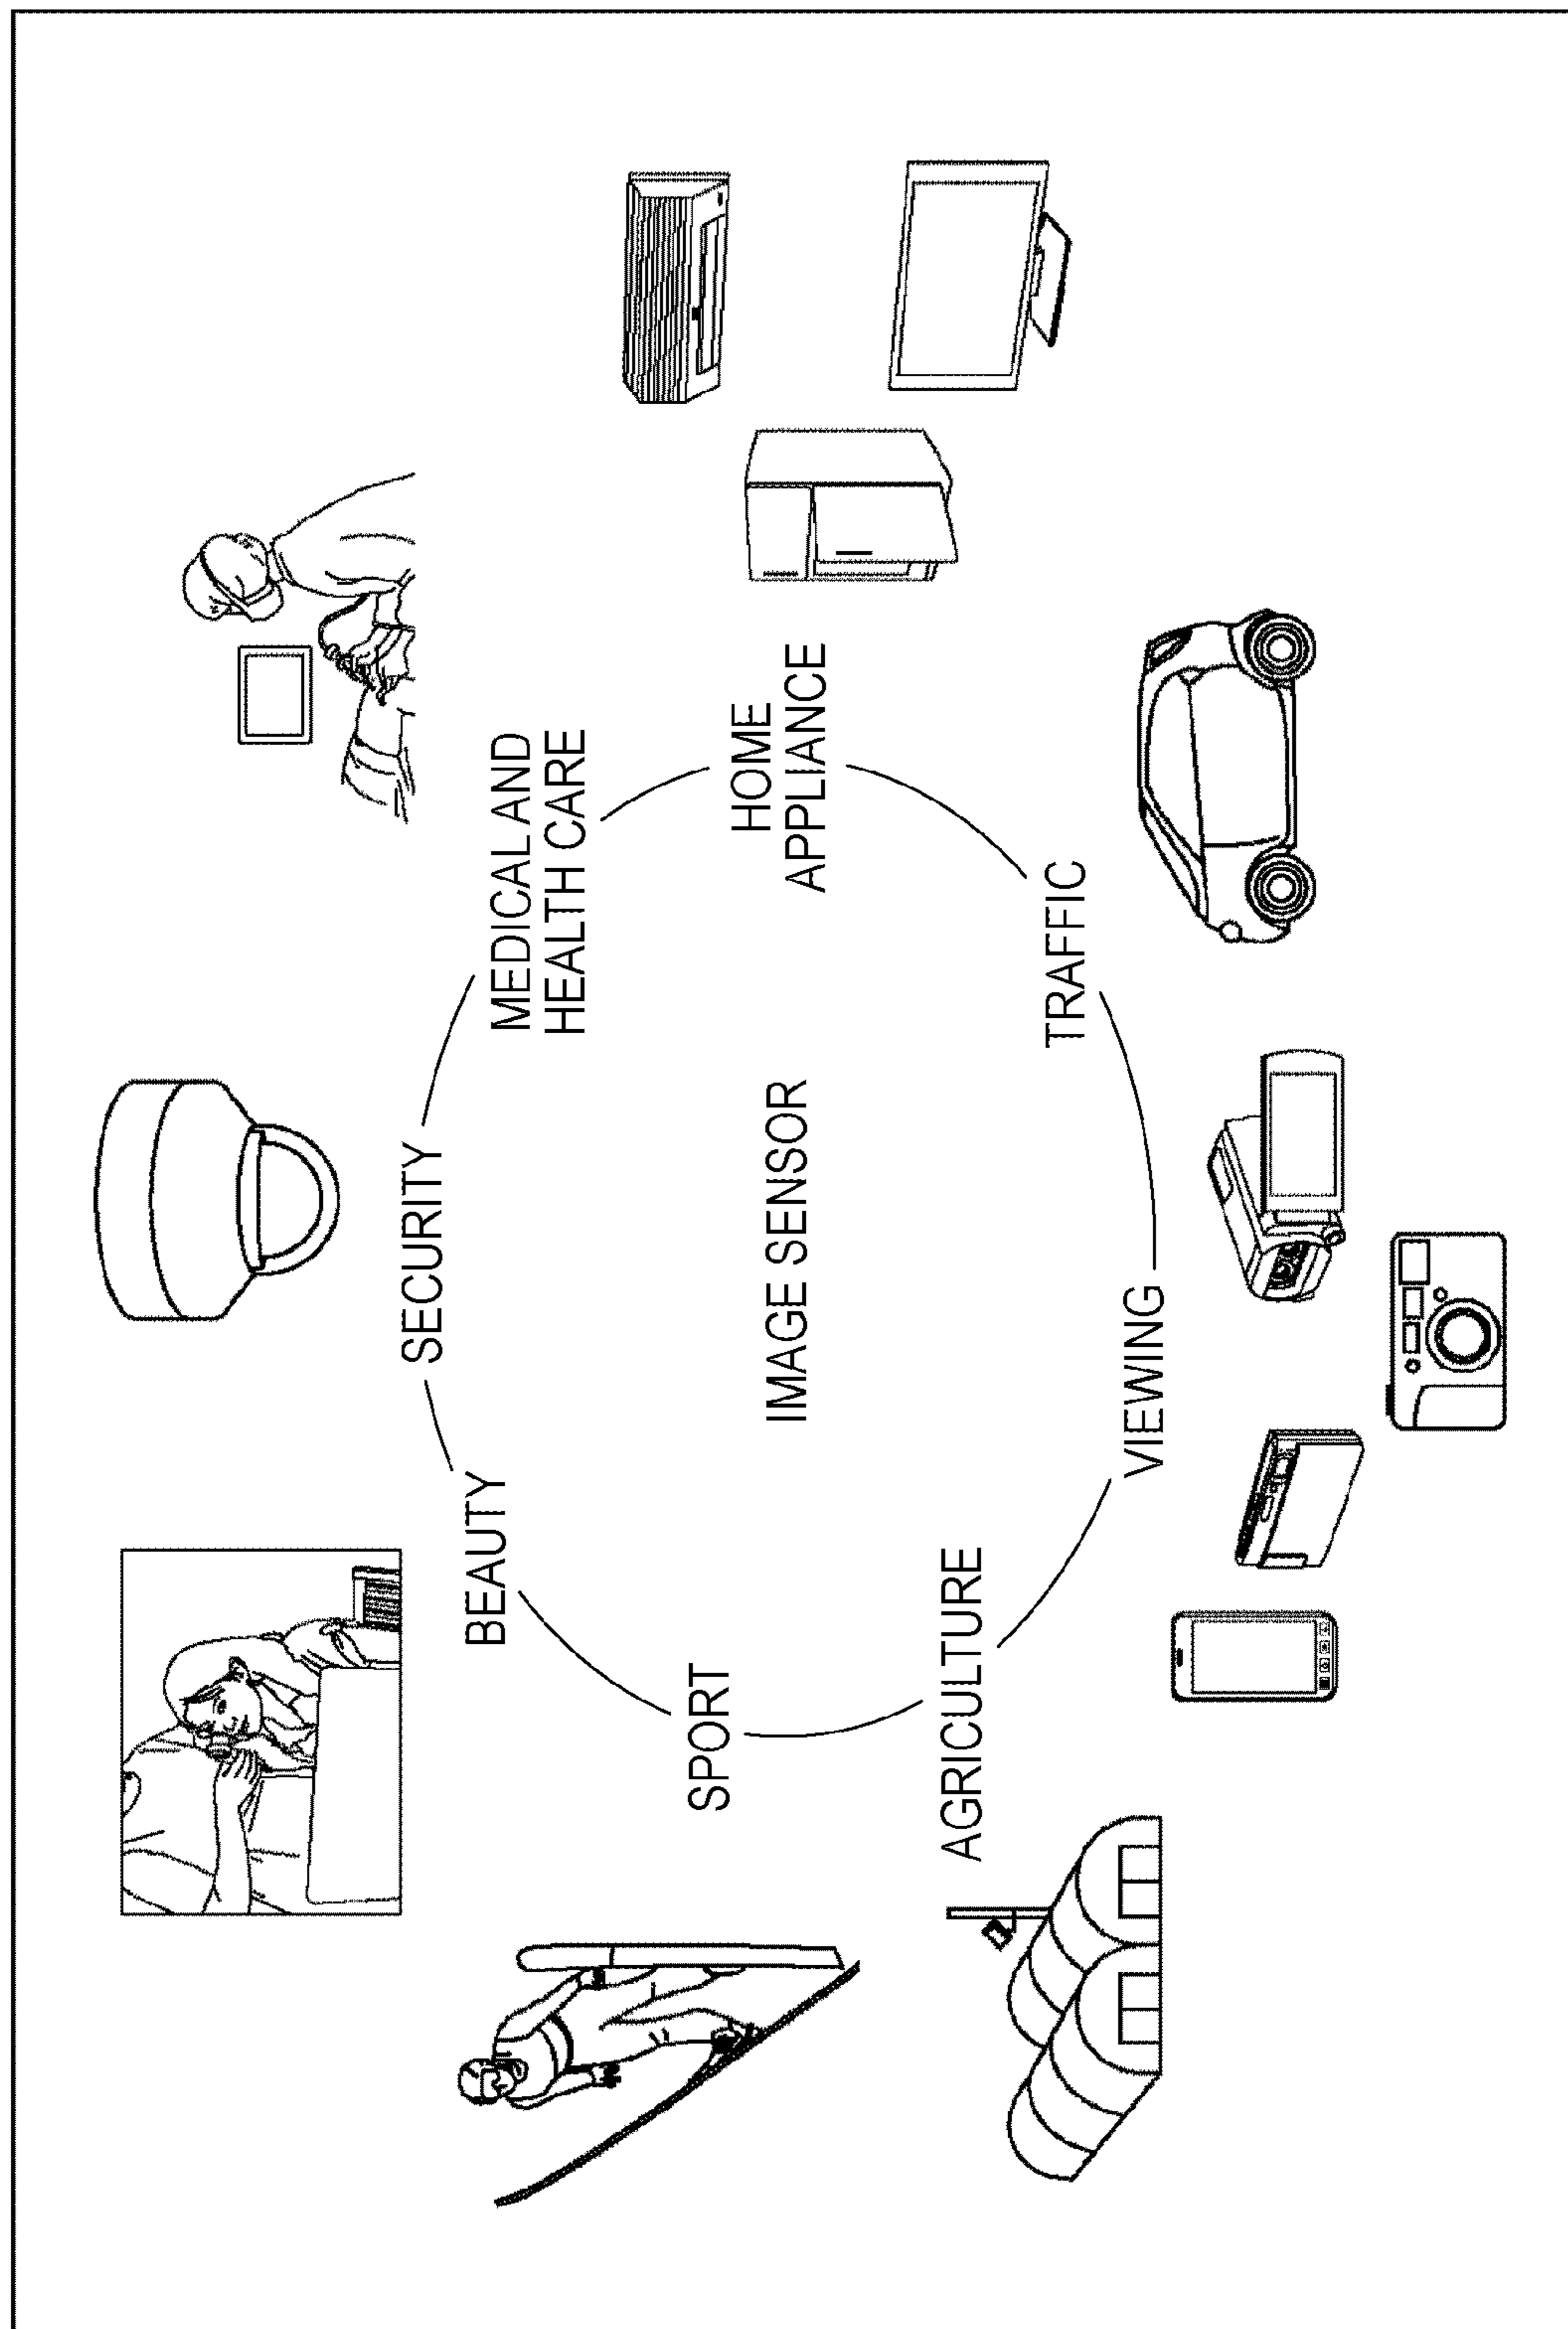 SECURITY
BEAUTY
MEDICAL AND
HEALTH CARE
SPORT
IMAGE SENSOR
HOME
APPLIANCE
AGRICULTURE
TRAFFIC
VIEWING